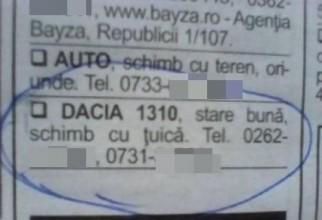 , www.bayza.ro - Agenția
Bayza, Republicii 1/107.
❑ AUTO, schimb cu teren, ori-
unde. Tel. 0733-
❑ DACIA 1310, stare bună,
schimb cu țuică. Tel. 0262-
, 0731-